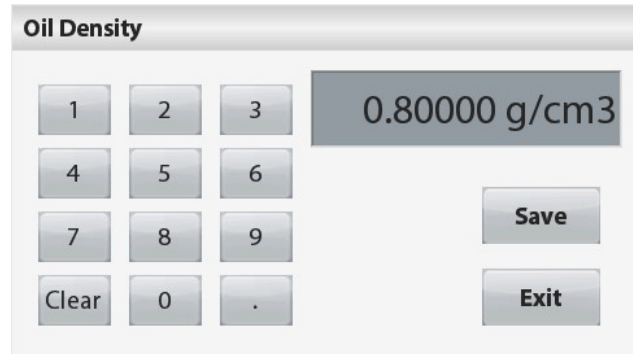 Oil Density
0.80000 g/cm3
1 2 3
4 5 6
7 8 9
Clear 0 .
Save
Exit